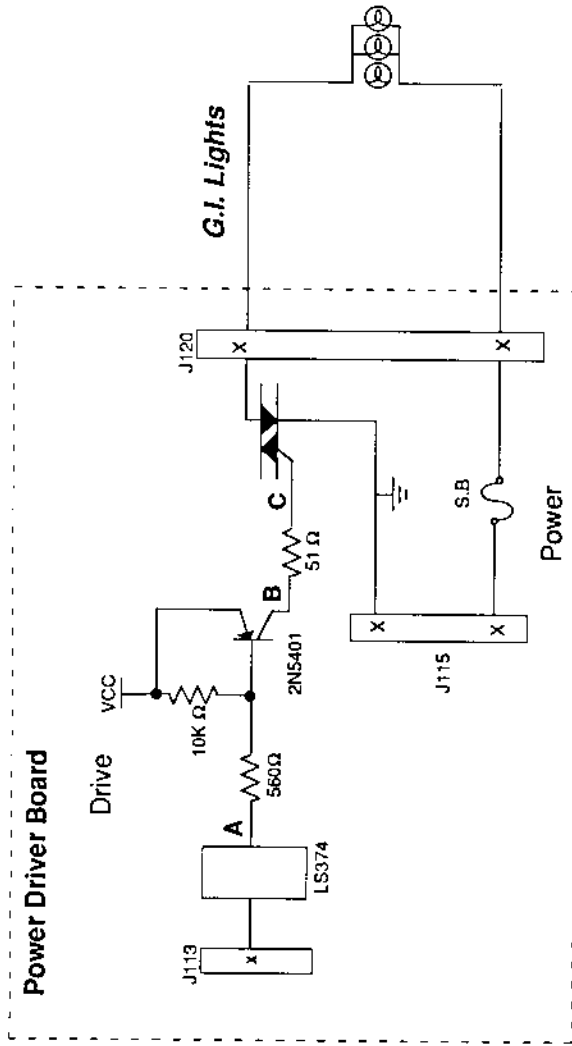 Power Driver Board
Drive
VCC
10K Ω
A
560Ω
LS374
J113
X
2N5401
B
51 Ω
C
J120
X
X
G.I. Lights
J115
X
X
S.B
Power